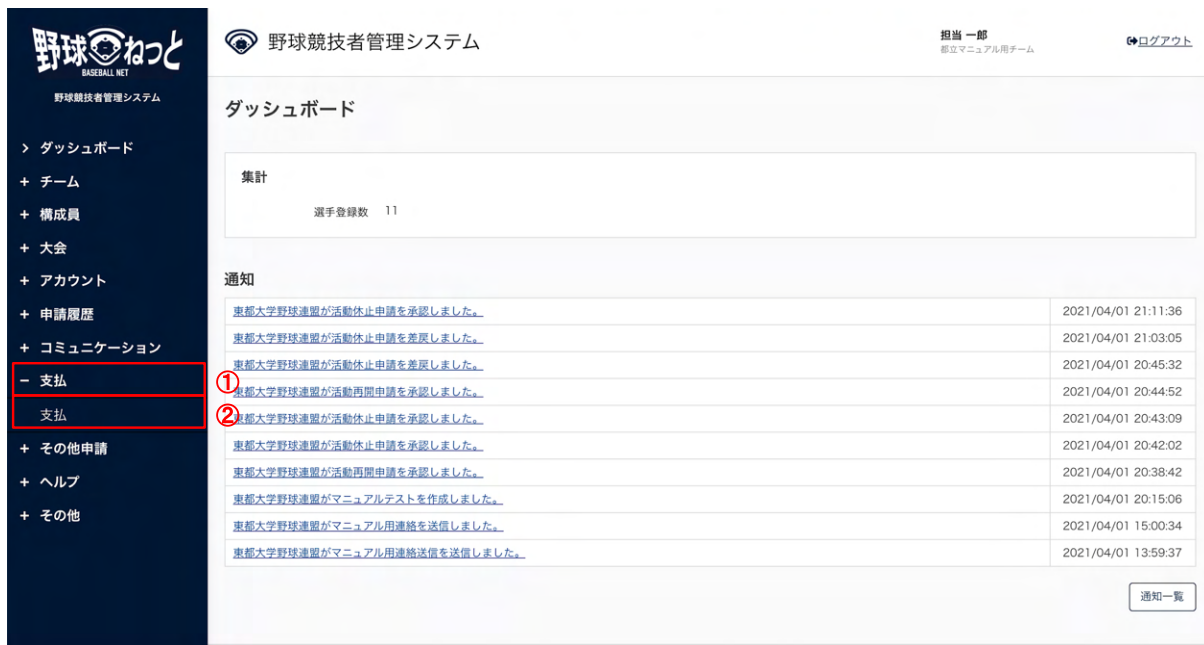 野球ねっと
BASEBALL NET
野球競技者管理システム
> ダッシュボード
+ チーム
+ 構成員
+ 大会
+ アカウント
+ 申請履歴
+ コミュニケーション
− 支払
①
支払
②
+ その他申請
+ ヘルプ
+ その他
野球競技者管理システム
担当 一郎
都立マニュアル用チーム
ログアウト
ダッシュボード
集計
選手登録数 11
通知
東都大学野球連盟が活動休止申請を承認しました。 2021/04/01 21:11:36
東都大学野球連盟が活動休止申請を差戻しました。 2021/04/01 21:03:05
東都大学野球連盟が活動休止申請を差戻しました。 2021/04/01 20:45:32
東都大学野球連盟が活動再開申請を承認しました。 2021/04/01 20:44:52
東都大学野球連盟が活動休止申請を承認しました。 2021/04/01 20:43:09
東都大学野球連盟が活動休止申請を承認しました。 2021/04/01 20:42:02
東都大学野球連盟が活動再開申請を承認しました。 2021/04/01 20:38:42
東都大学野球連盟がマニュアルテストを作成しました。 2021/04/01 20:15:06
東都大学野球連盟がマニュアル用連絡を送信しました。 2021/04/01 15:00:34
東都大学野球連盟がマニュアル用連絡送信を送信しました。 2021/04/01 13:59:37
通知一覧